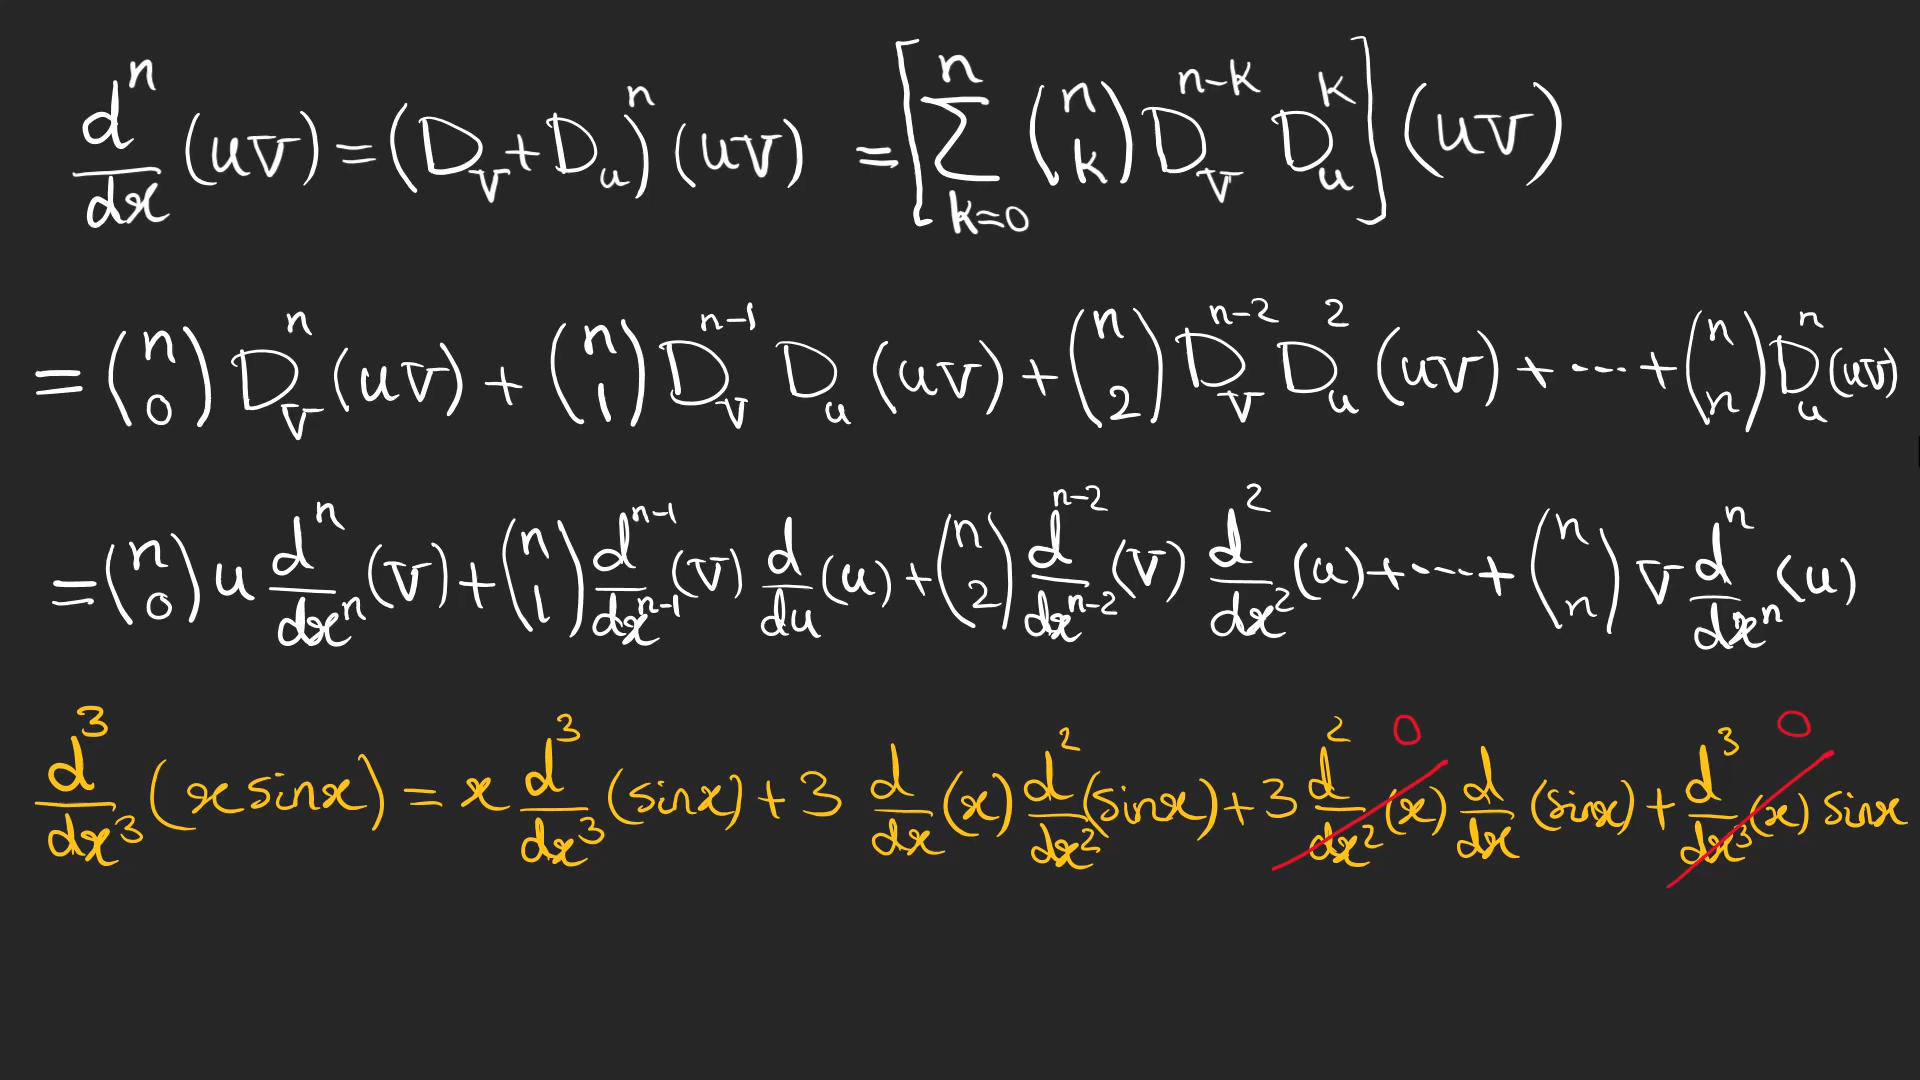 d^n/dx (uv) = (D_v + D_u)^n (uv) = [∑_{k=0}^{n} (n k) D_v^{n-k} D_u^k] (uv)
= (n 0) D_v^n (uv) + (n 1) D_v^{n-1} D_u (uv) + (n 2) D_v^{n-2} D_u^2 (uv) + ⋯ + (n n) D_u^n (uv)
= (n 0) u d^n/dx^n (v) + (n 1) d^{n-1}/dx^{n-1} (v) d/du (u) + (n 2) d^{n-2}/dx^{n-2} (v) d^2/dx^2 (u) + ⋯ + (n n) v d^n/dx^n (u)
d^3/dx^3 (x sinx) = x d^3/dx^3 (sinx) + 3 d/dx (x) d^2/dx^2 (sinx) + 3 d^2/dx^2 (x) 0 d/dx (sinx) + d^3/dx^3 (x) 0 sinx